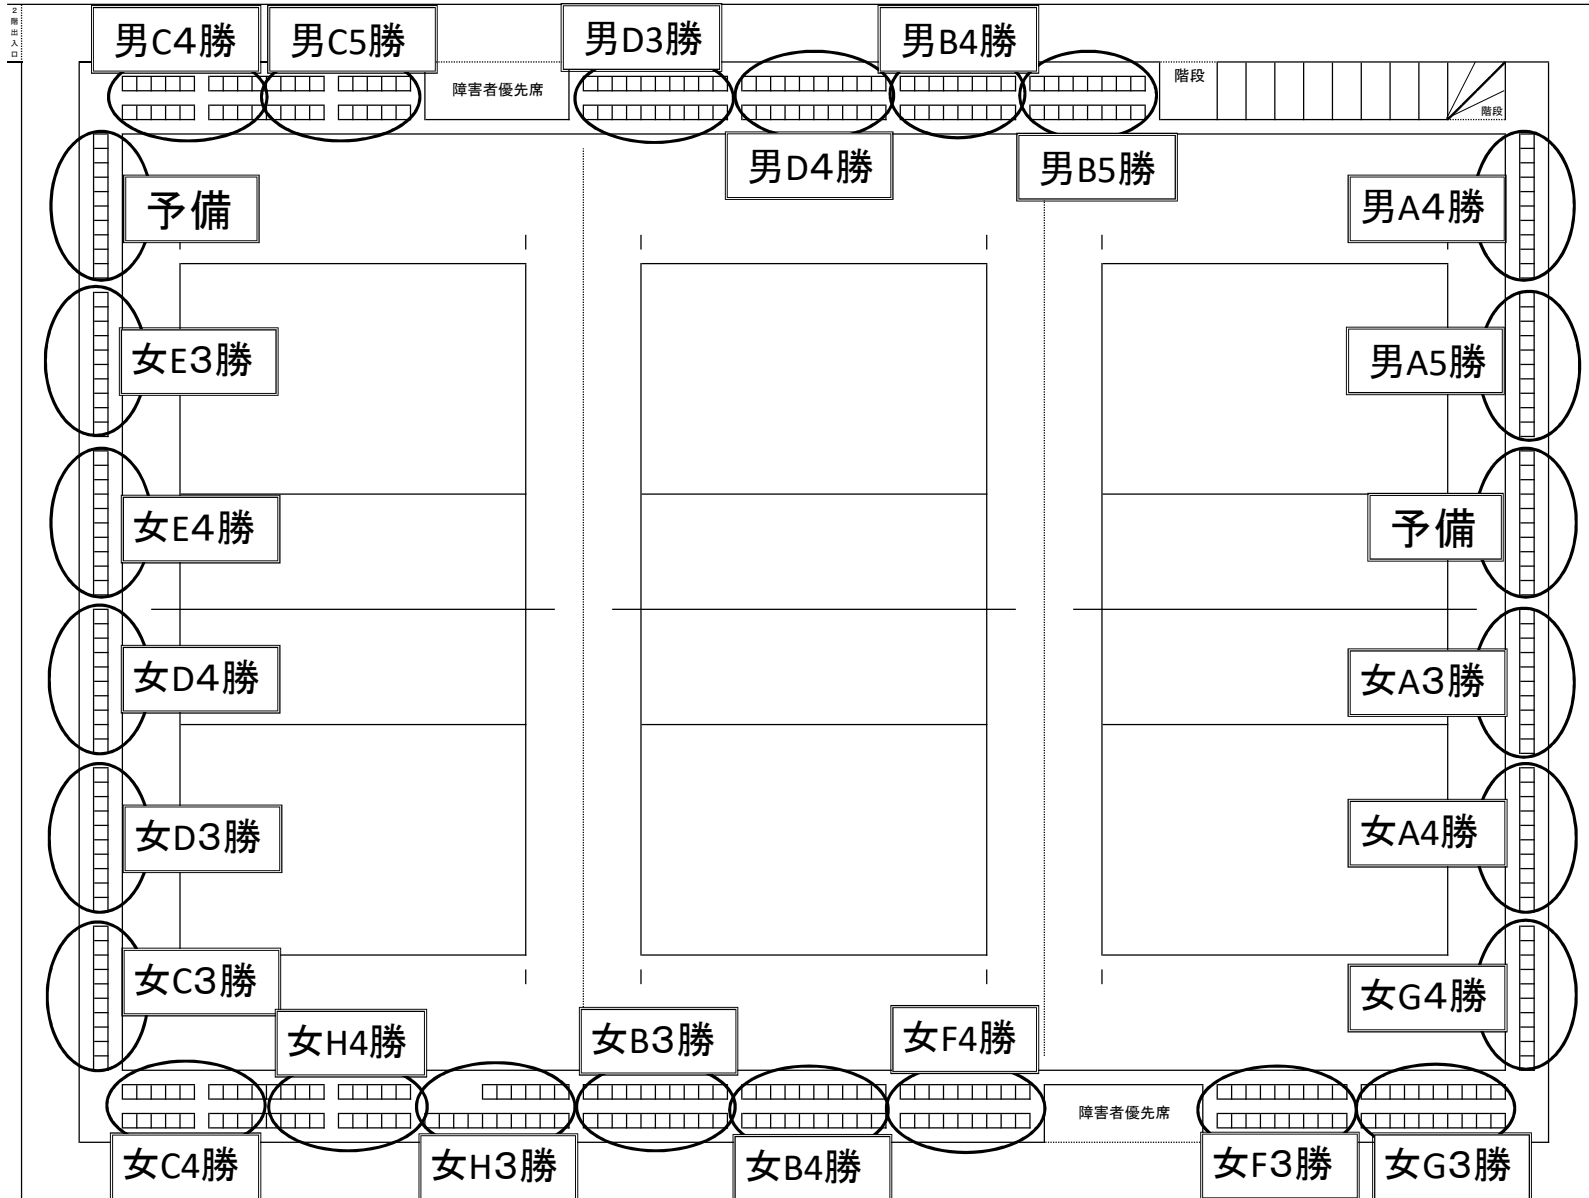 2階出入口
男C4勝
男C5勝
男D3勝
男B4勝
障害者優先席
階段
階段
男D4勝
男B5勝
予備
男A4勝
女E3勝
男A5勝
女E4勝
予備
女D4勝
女A3勝
女D3勝
女A4勝
女C3勝
女G4勝
女H4勝
女B3勝
女F4勝
障害者優先席
女C4勝
女H3勝
女B4勝
女F3勝
女G3勝